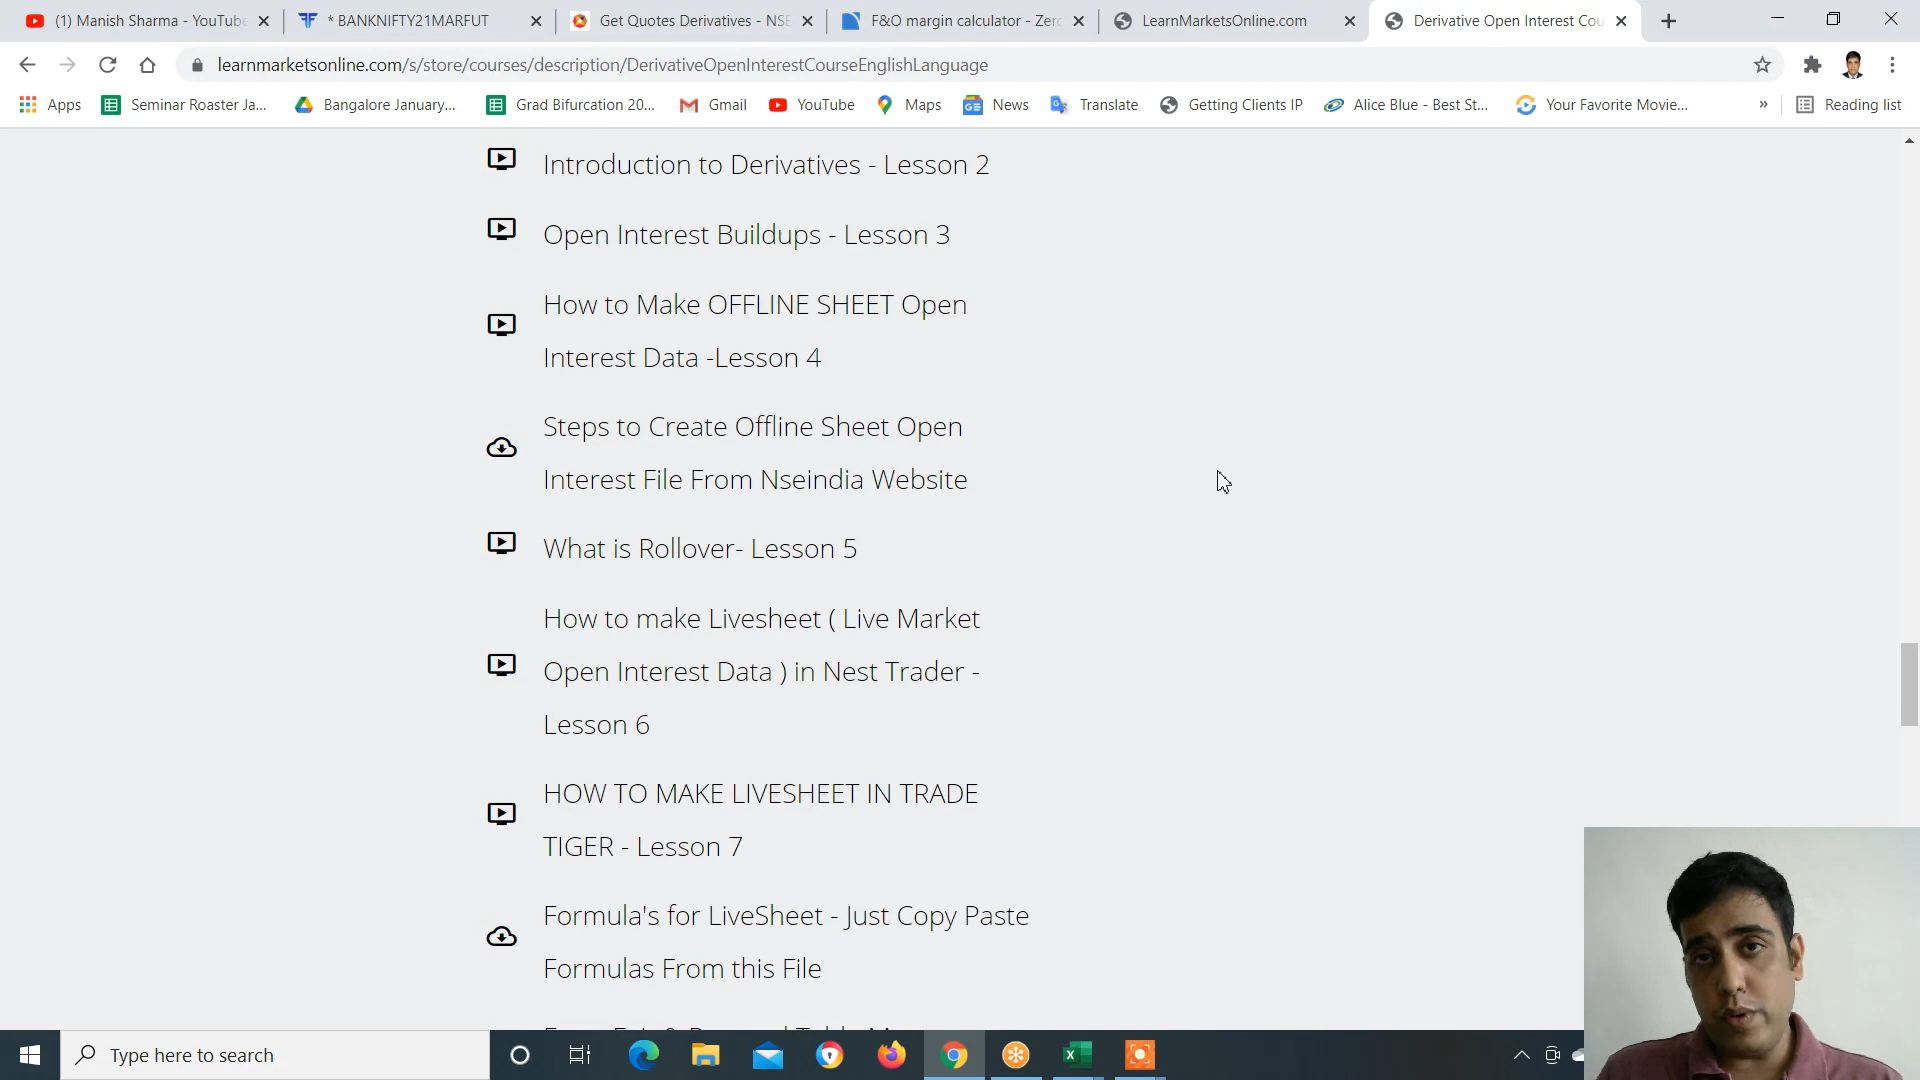 (1) Manish Sharma - YouTube
* BANKNIFTY21MARFUT
Get Quotes Derivatives - NSE
F&O margin calculator - Zero
LearnMarketsOnline.com
Derivative Open Interest Cou
learnmarketsonline.com/s/store/courses/description/DerivativeOpenInterestCourseEnglishLanguage
Apps
Seminar Roaster Ja...
Bangalore January...
Grad Bifurcation 20...
Gmail
YouTube
Maps
News
Translate
Getting Clients IP
Alice Blue - Best St...
Your Favorite Movie...
»
Reading list
Introduction to Derivatives - Lesson 2
Open Interest Buildups - Lesson 3
How to Make OFFLINE SHEET Open
Interest Data -Lesson 4
Steps to Create Offline Sheet Open
Interest File From Nseindia Website
What is Rollover- Lesson 5
How to make Livesheet ( Live Market
Open Interest Data ) in Nest Trader -
Lesson 6
HOW TO MAKE LIVESHEET IN TRADE
TIGER - Lesson 7
Formula's for LiveSheet - Just Copy Paste
Formulas From this File
Type here to search